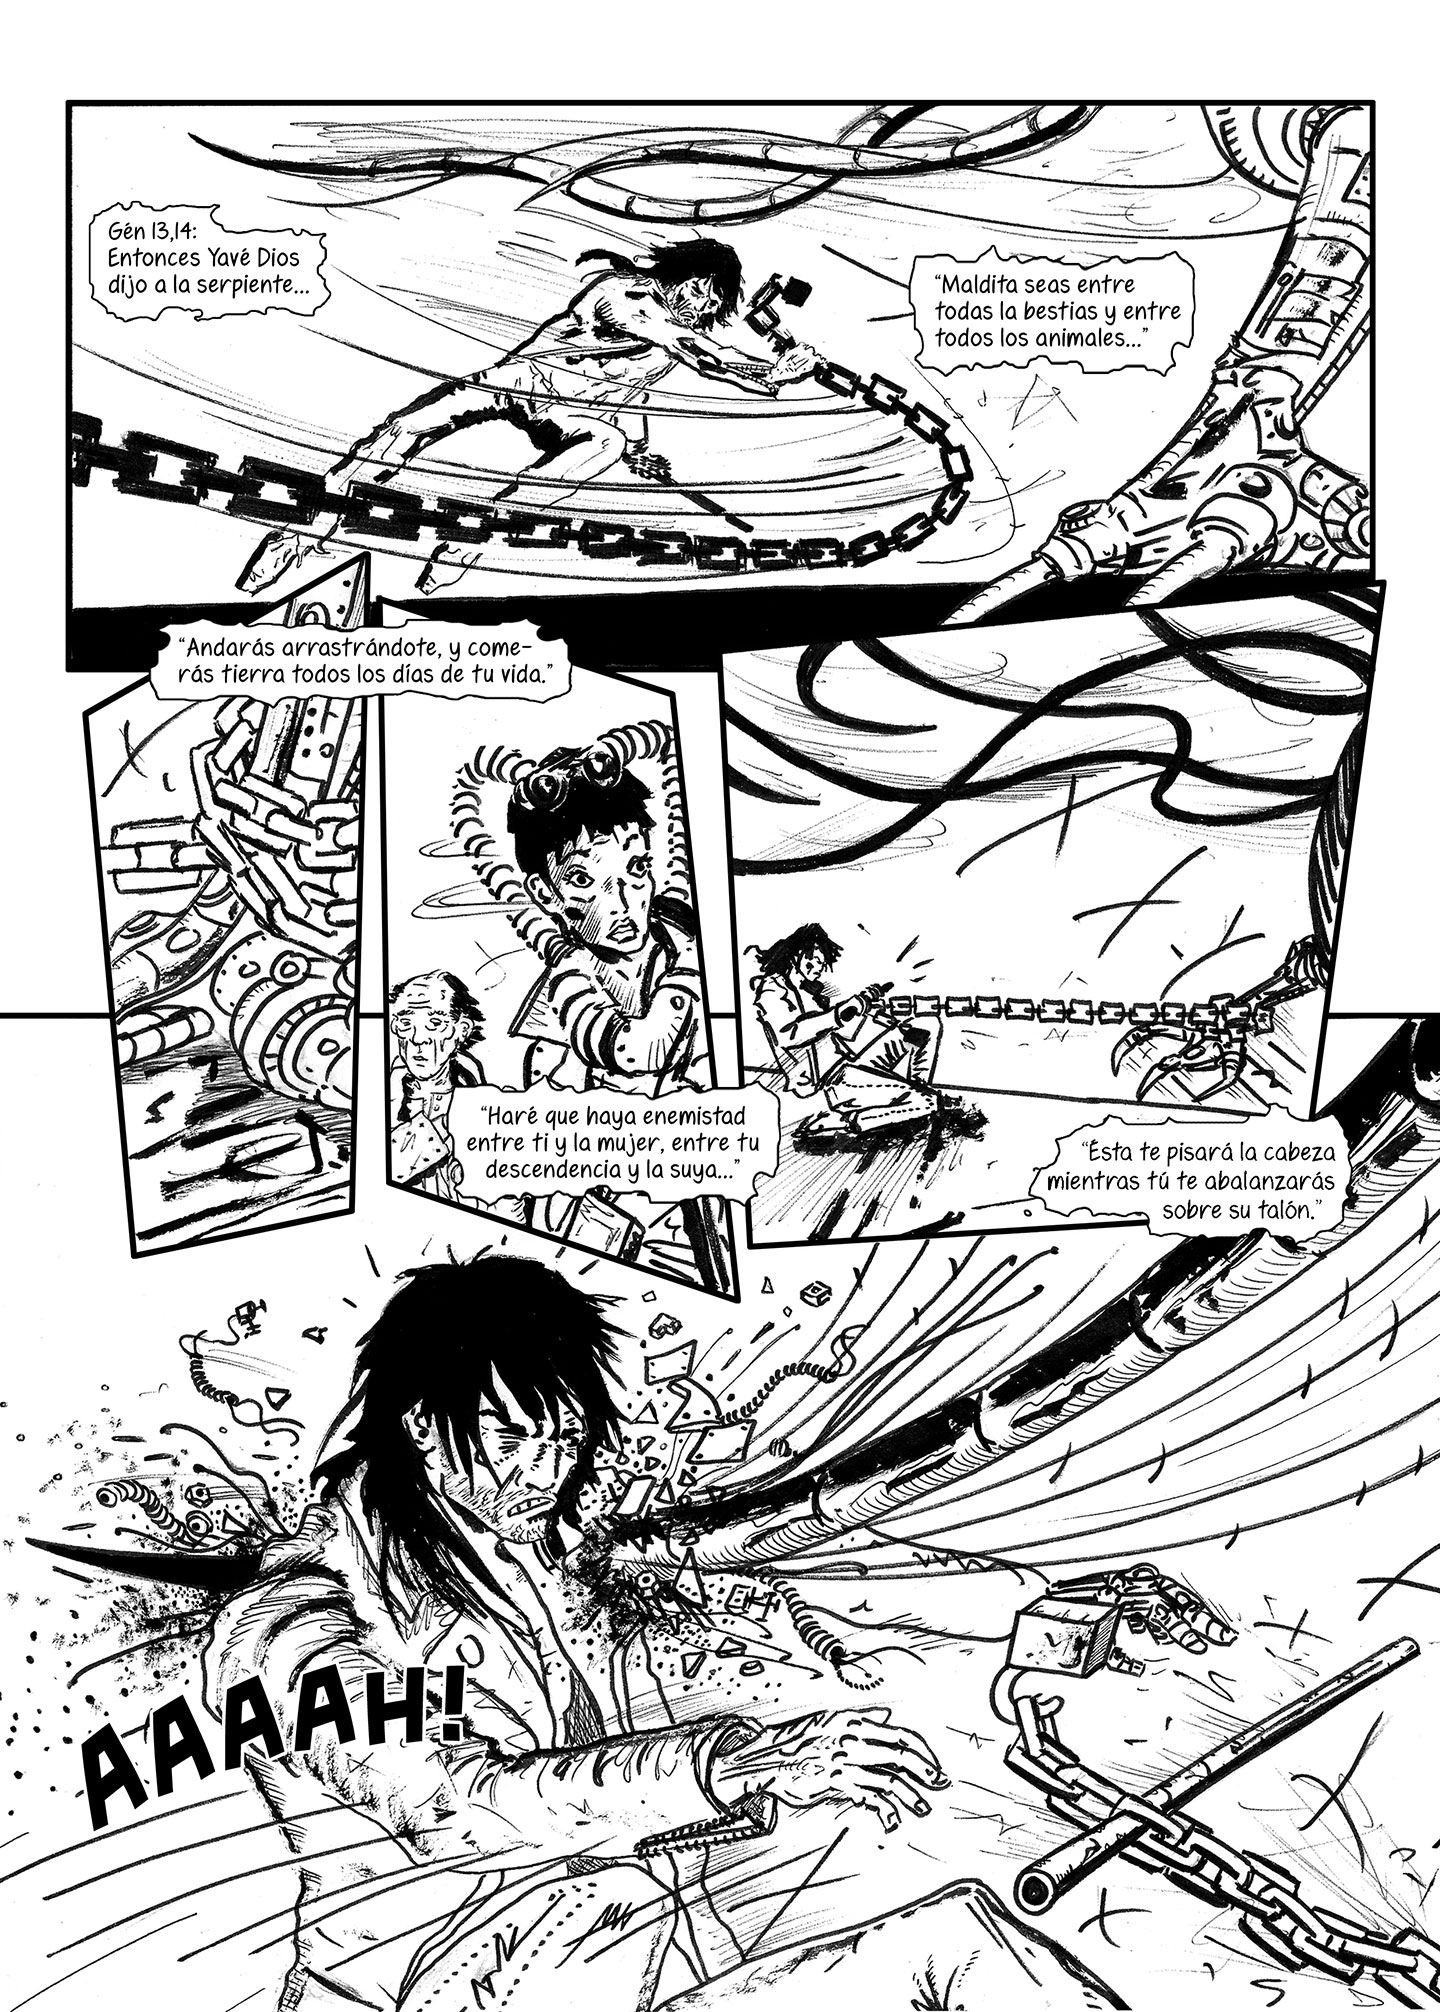 Gén 13,14:
Entonces Yavé Dios
dijo a la serpiente...
"Maldita seas entre
todas la bestias y entre
todos los animales..."
"Andarás arrastrándote, y come-
rás tierra todos los días de tu vida."
"Haré que haya enemistad
entre ti y la mujer, entre tu
descendencia y la suya..."
"Ésta te pisará la cabeza
mientras tú te abalanzarás
sobre su talón."
AAAAH!